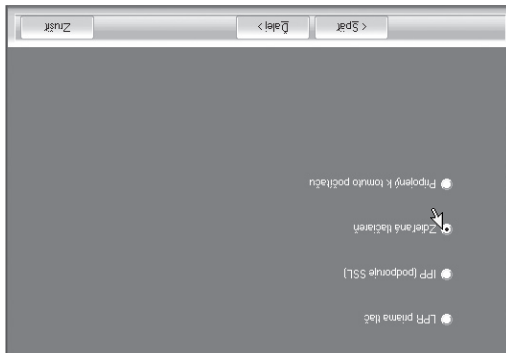 LPR priama tlač
IPP (podporuje SSL)
Zdieľaná tlačiareň
Pripojený k tomuto počítaču
< Späť
Ďalej >
Zrušiť